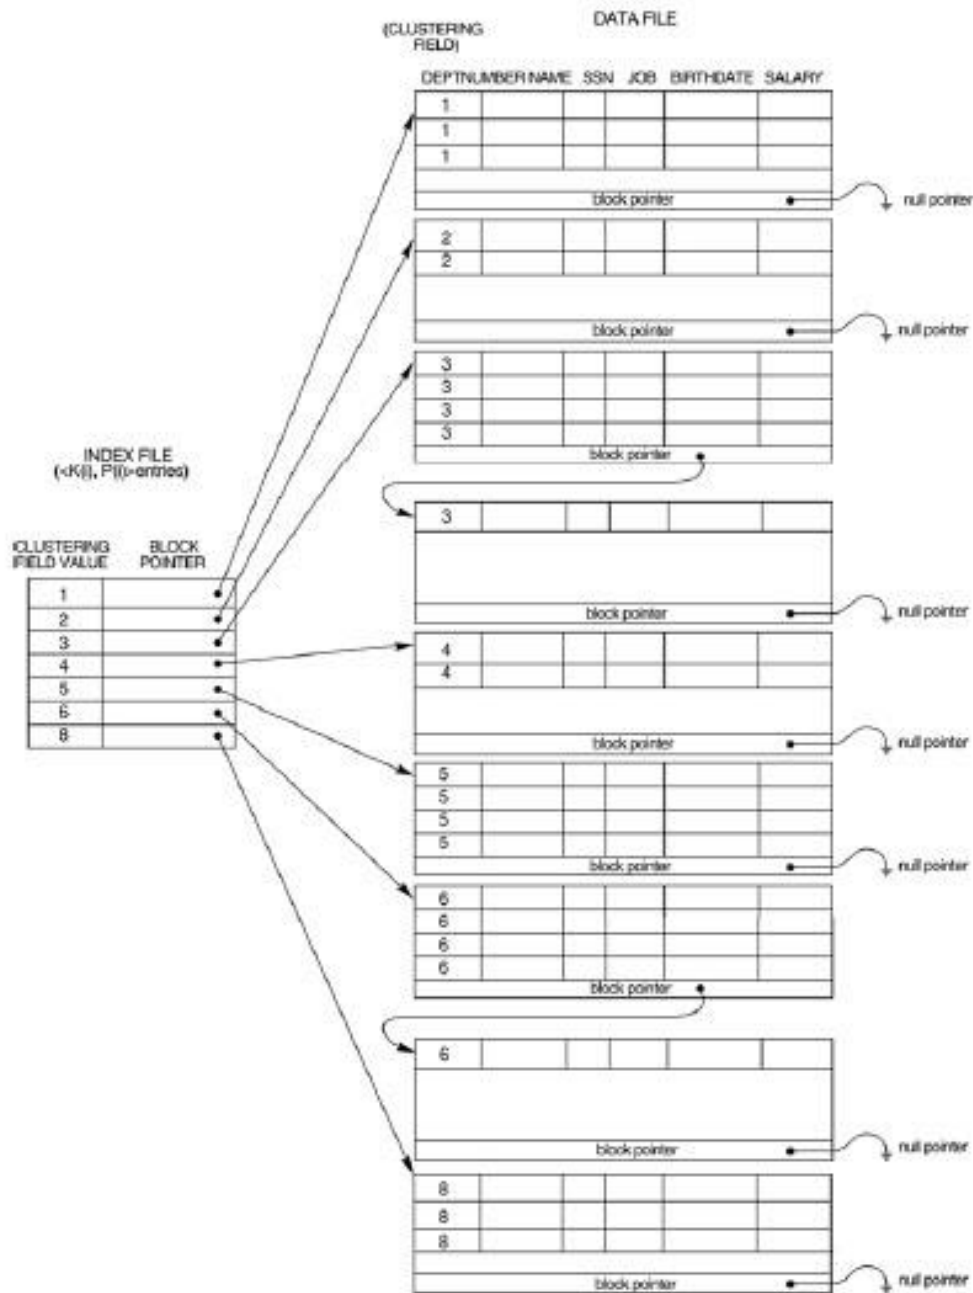 DATA FILE
(CLUSTERING
FIELD)
DEPTNUMBER NAME SSN JOB BIRTHDATE SALARY
1
1
1
block pointer
null pointer
2
2
block pointer
null pointer
3
3
3
3
block pointer
3
block pointer
null pointer
4
4
block pointer
null pointer
5
5
5
5
block pointer
null pointer
6
6
6
6
block pointer
6
block pointer
null pointer
8
8
8
block pointer
null pointer
INDEX FILE
(<K(i), P(i)> entries)
CLUSTERING
FIELD VALUE
BLOCK
POINTER
1
2
3
4
5
6
8